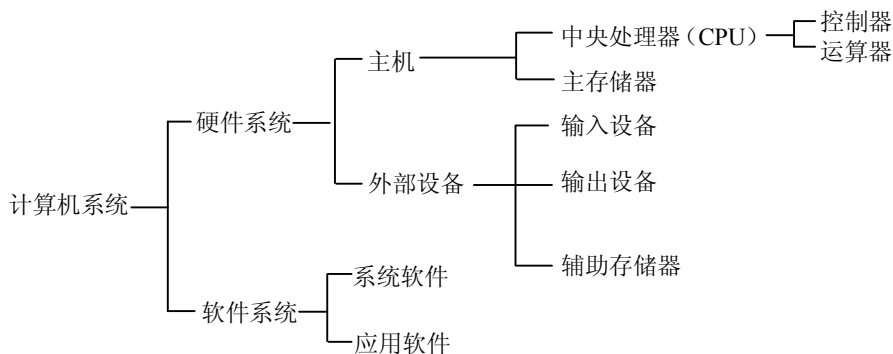 控制器
中央处理器（CPU）
运算器
主机
主存储器
硬件系统
输入设备
外部设备
输出设备
计算机系统
辅助存储器
系统软件
软件系统
应用软件